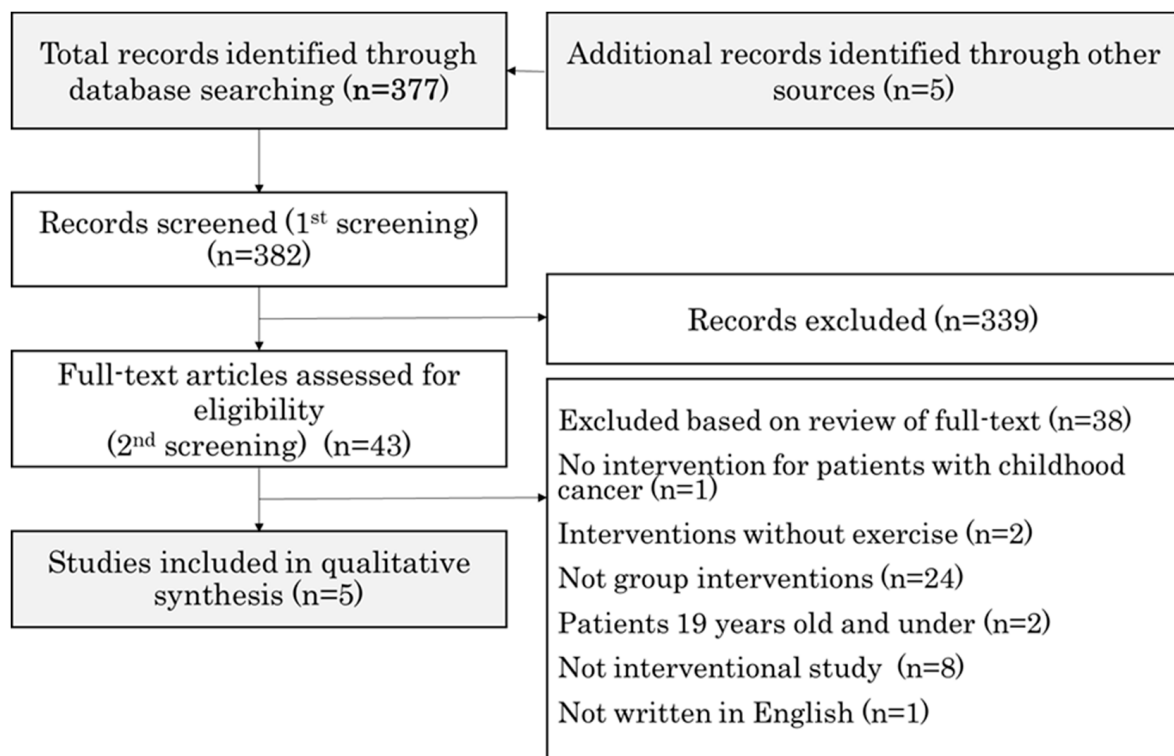 Total records identified through
database searching (n=377)
Additional records identified through other
sources (n=5)
Records screened (1st screening)
(n=382)
Records excluded (n=339)
Full-text articles assessed for
eligibility
(2nd screening) (n=43)
Excluded based on review of full-text (n=38)
No intervention for patients with childhood
cancer (n=1)
Interventions without exercise (n=2)
Not group interventions (n=24)
Patients 19 years old and under (n=2)
Not interventional study (n=8)
Not written in English (n=1)
Studies included in qualitative
synthesis (n=5)